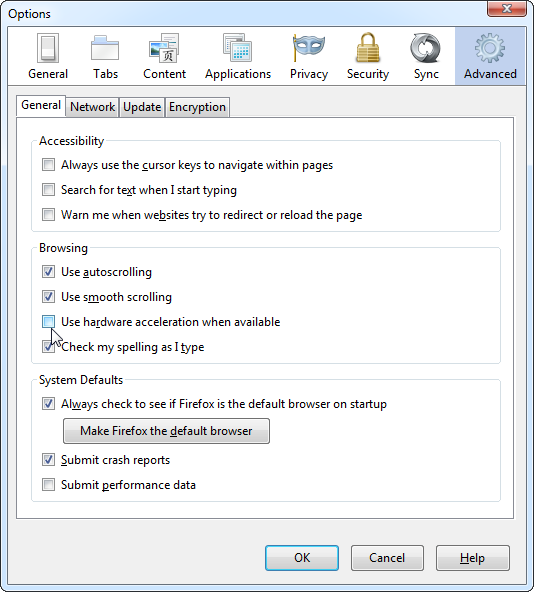 Options
General Tabs Content Applications Privacy Security Sync Advanced
General Network Update Encryption
Accessibility
Always use the cursor keys to navigate within pages
Search for text when I start typing
Warn me when websites try to redirect or reload the page
Browsing
Use autoscrolling
Use smooth scrolling
Use hardware acceleration when available
Check my spelling as I type
System Defaults
Always check to see if Firefox is the default browser on startup
Make Firefox the default browser
Submit crash reports
Submit performance data
OK Cancel Help